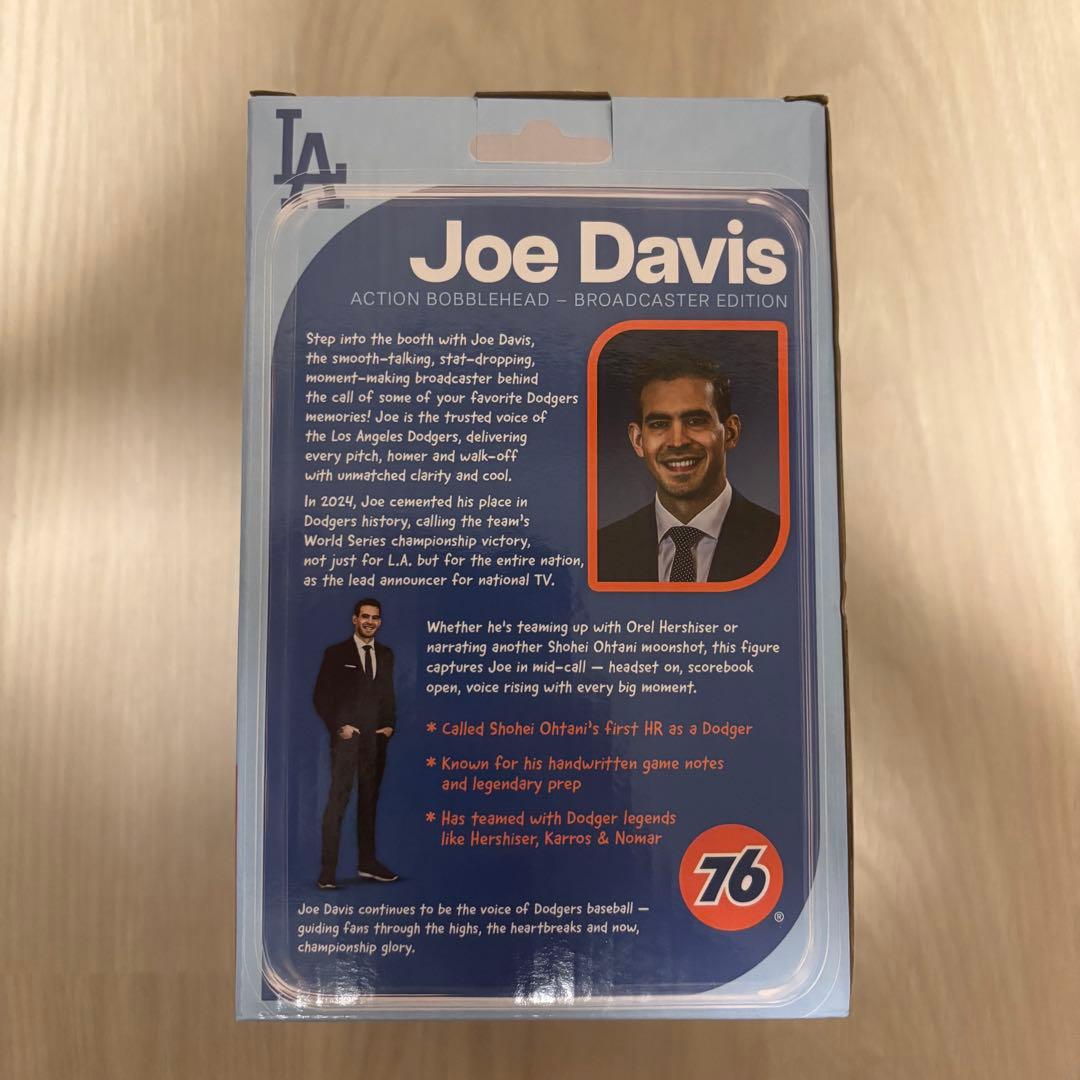 LA
Joe Davis
ACTION BOBBLEHEAD – BROADCASTER EDITION
Step into the booth with Joe Davis,
the smooth-talking, stat-dropping,
moment-making broadcaster behind
the call of some of your favorite Dodgers
memories! Joe is the trusted voice of
the Los Angeles Dodgers, delivering
every pitch, homer and walk-off
with unmatched clarity and cool.
In 2024, Joe cemented his place in
Dodgers history, calling the team's
World Series championship victory,
not just for L.A. but for the entire nation,
as the lead announcer for national TV.
Whether he's teaming up with Orel Hershiser or
narrating another Shohei Ohtani moonshot, this figure
captures Joe in mid-call — headset on, scorebook
open, voice rising with every big moment.
* Called Shohei Ohtani's first HR as a Dodger
* Known for his handwritten game notes
and legendary prep
* Has teamed with Dodger legends
like Hershiser, Karros & Nomar
76
®
Joe Davis continues to be the voice of Dodgers baseball —
guiding fans through the highs, the heartbreaks and now,
championship glory.